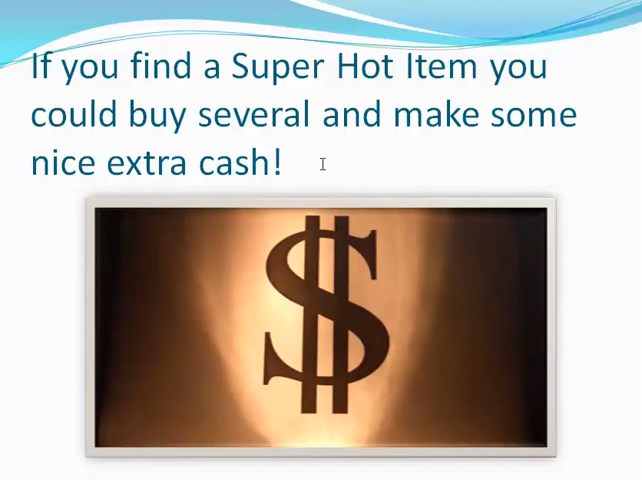 If you find a Super Hot Item you
could buy several and make some
nice extra cash!
$